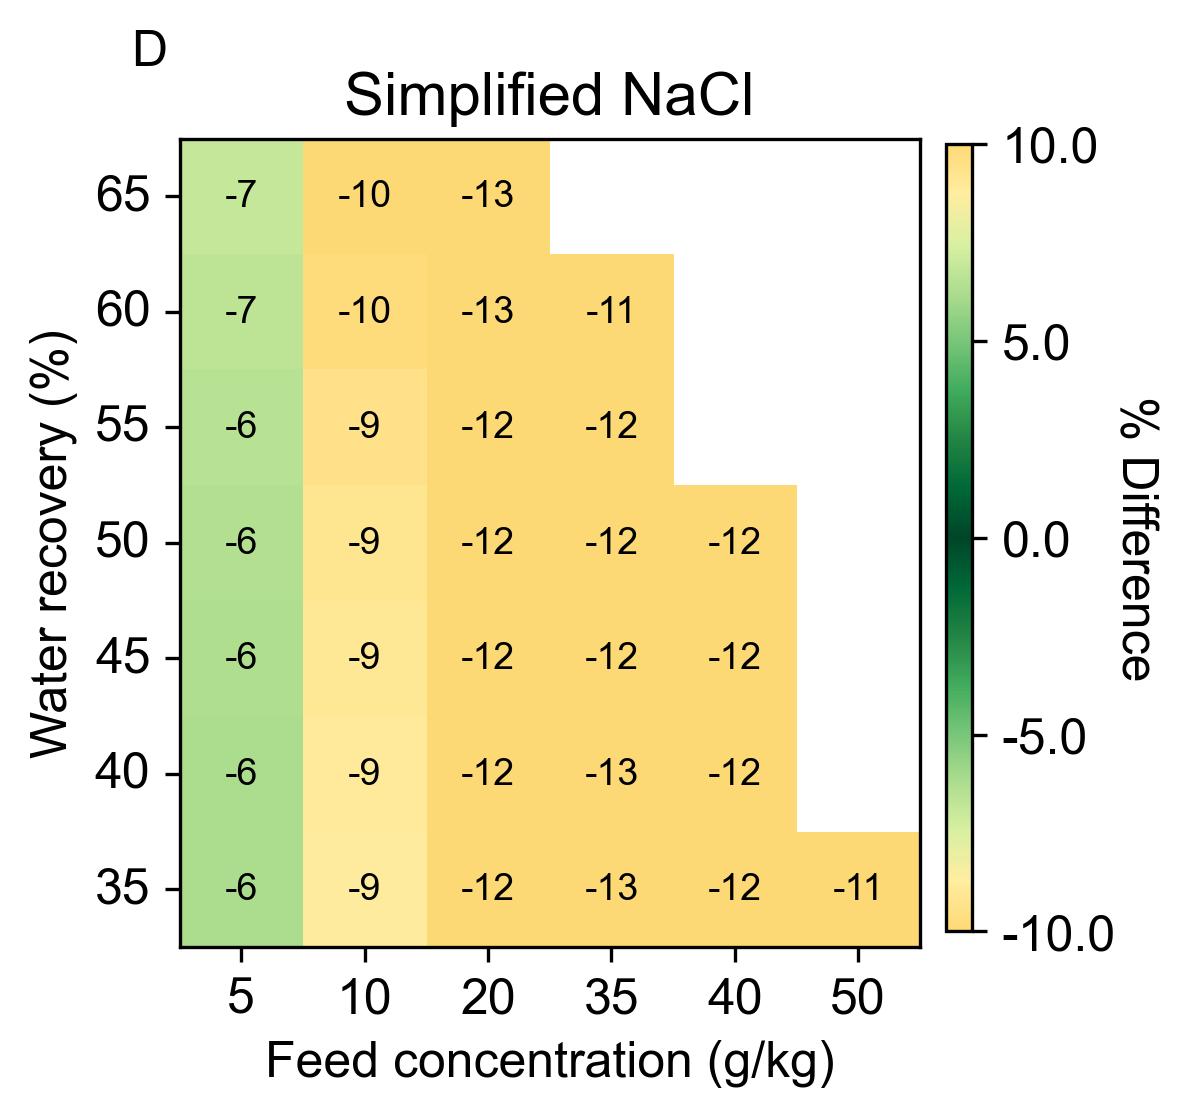 D
Simplified NaCl
65 -7 -10 -13
60 -7 -10 -13 -11
55 -6 -9 -12 -12
50 -6 -9 -12 -12 -12
45 -6 -9 -12 -12 -12
40 -6 -9 -12 -13 -12
35 -6 -9 -12 -13 -12 -11
5 10 20 35 40 50
Feed concentration (g/kg)
Water recovery (%)
10.0
5.0
0.0
-5.0
-10.0
% Difference